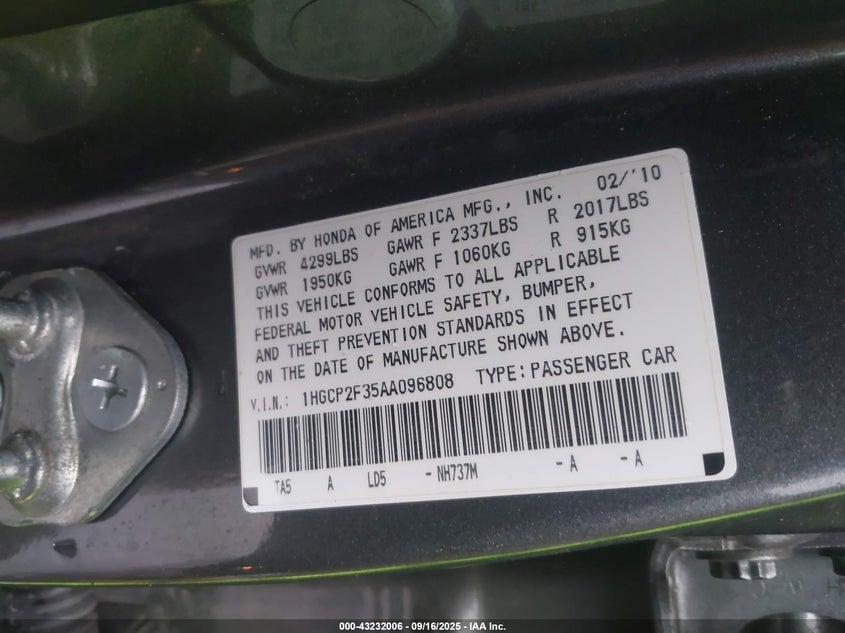 MFD. BY HONDA OF AMERICA MFG., INC. 02/'10
GVWR 4299LBS GAWR F 2337LBS R 2017LBS
GVWR 1950KG GAWR F 1060KG R 915KG
THIS VEHICLE CONFORMS TO ALL APPLICABLE
FEDERAL MOTOR VEHICLE SAFETY, BUMPER,
AND THEFT PREVENTION STANDARDS IN EFFECT
ON THE DATE OF MANUFACTURE SHOWN ABOVE.
V.I.N.: 1HGCP2F35AA096808 TYPE: PASSENGER CAR
TA5 A LD5 - NH737M - A - A
000-43232006 - 09/16/2025 - IAA Inc.